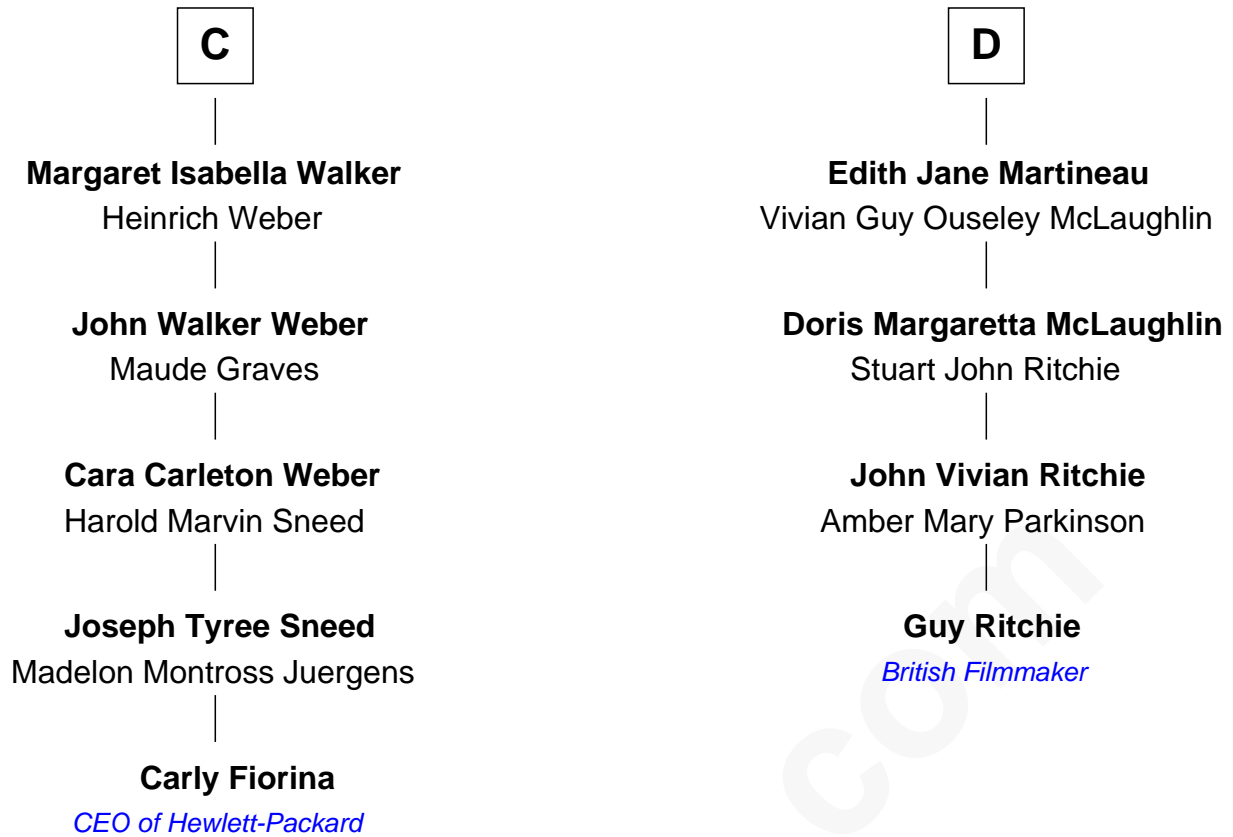 C
Margaret Isabella Walker
Heinrich Weber
John Walker Weber
Maude Graves
Cara Carleton Weber
Harold Marvin Sneed
Joseph Tyree Sneed
Madelon Montross Juergens
Carly Fiorina
CEO of Hewlett-Packard
D
Edith Jane Martineau
Vivian Guy Ouseley McLaughlin
Doris Margaretta McLaughlin
Stuart John Ritchie
John Vivian Ritchie
Amber Mary Parkinson
Guy Ritchie
British Filmmaker
com